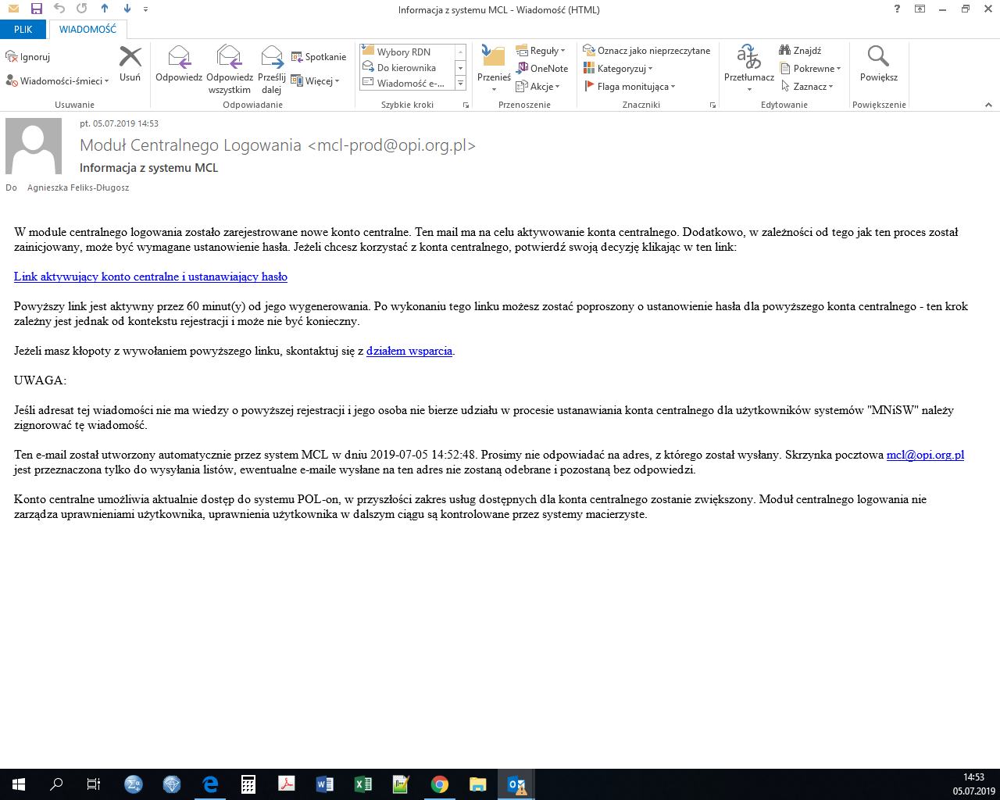 Informacja z systemu MCL - Wiadomość (HTML)
PLIK
WIADOMOŚĆ
Ignoruj
Wiadomości-śmieci
Usuń
Usuwanie
Odpowiedz
Odpowiedz wszystkim
Prześlij dalej
Spotkanie
Więcej
Odpowiadanie
Wybory RDN
Do kierownika
Wiadomość e-...
Szybkie kroki
Przenieś
Reguły
OneNote
Akcje
Przenoszenie
Oznacz jako nieprzeczytane
Kategoryzuj
Flaga monitująca
Znaczniki
Przetłumacz
Znajdź
Pokrewne
Zaznacz
Edytowanie
Powiększ
Powiększenie
pt. 05.07.2019 14:53
Moduł Centralnego Logowania <mcl-prod@opi.org.pl>
Informacja z systemu MCL
Do Agnieszka Feliks-Długosz
W module centralnego logowania zostało zarejestrowane nowe konto centralne. Ten mail ma na celu aktywowanie konta centralnego. Dodatkowo, w zależności od tego jak ten proces został
zainicjowany, może być wymagane ustanowienie hasła. Jeżeli chcesz korzystać z konta centralnego, potwierdź swoją decyzję klikając w ten link:
Link aktywujący konto centralne i ustanawiający hasło
Powyższy link jest aktywny przez 60 minut(y) od jego wygenerowania. Po wykonaniu tego linku możesz zostać poproszony o ustanowienie hasła dla powyższego konta centralnego - ten krok
zależny jest jednak od kontekstu rejestracji i może nie być konieczny.
Jeżeli masz kłopoty z wywołaniem powyższego linku, skontaktuj się z działem wsparcia.
UWAGA:
Jeśli adresat tej wiadomości nie ma wiedzy o powyższej rejestracji i jego osoba nie bierze udziału w procesie ustanawiania konta centralnego dla użytkowników systemów "MNiSW" należy
zignorować tę wiadomość.
Ten e-mail został utworzony automatycznie przez system MCL w dniu 2019-07-05 14:52:48. Prosimy nie odpowiadać na adres, z którego został wysłany. Skrzynka pocztowa mcl@opi.org.pl
jest przeznaczona tylko do wysyłania listów, ewentualne e-maile wysłane na ten adres nie zostaną odebrane i pozostaną bez odpowiedzi.
Konto centralne umożliwia aktualnie dostęp do systemu POL-on, w przyszłości zakres usług dostępnych dla konta centralnego zostanie zwiększony. Moduł centralnego logowania nie
zarządza uprawnieniami użytkownika, uprawnienia użytkownika w dalszym ciągu są kontrolowane przez systemy macierzyste.
14:53
05.07.2019